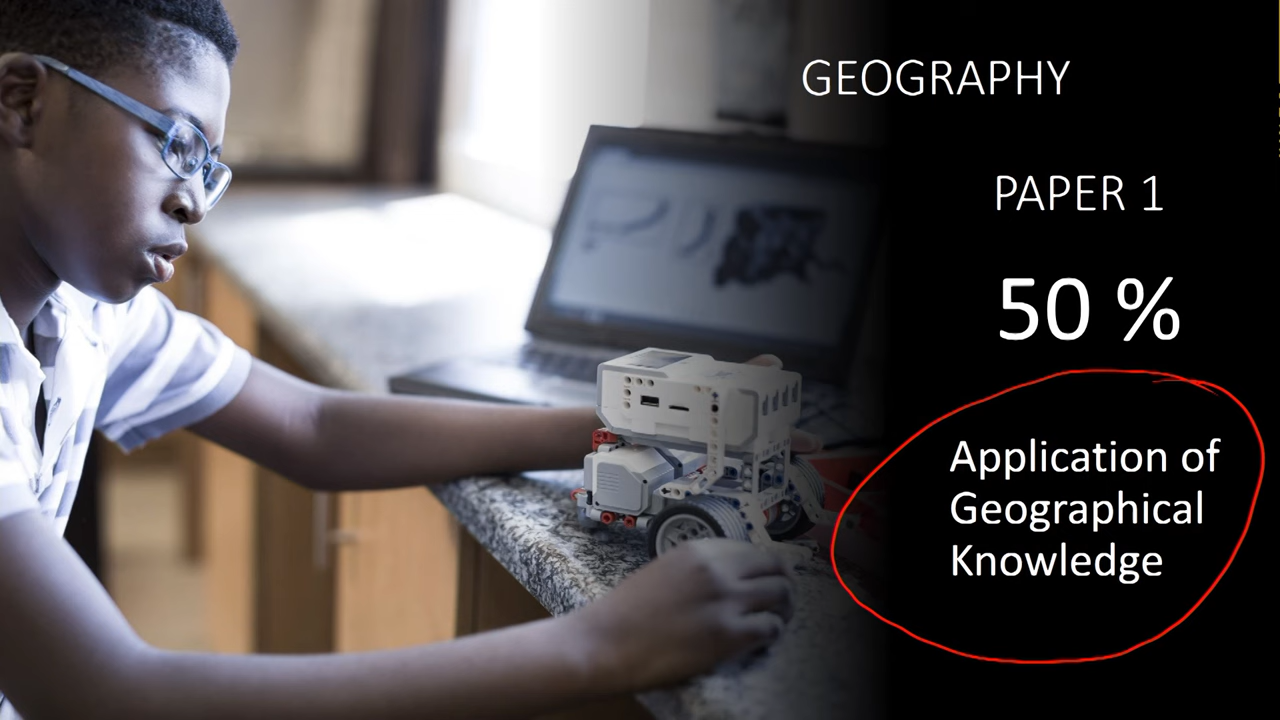 GEOGRAPHY
PAPER 1
50 %
Application of
Geographical
Knowledge